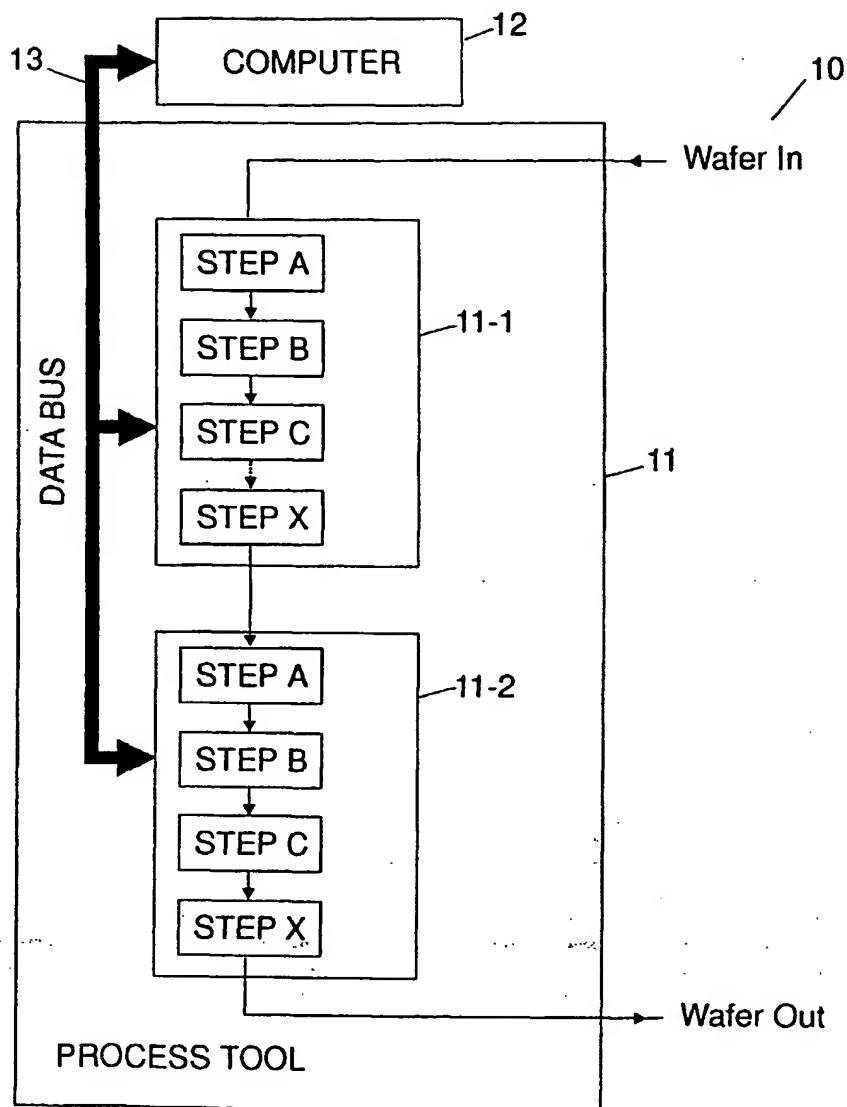 12
13
COMPUTER
10
Wafer In
STEP A
STEP B
11-1
STEP C
11
STEP X
DATA BUS
STEP A
11-2
STEP B
STEP C
STEP X
Wafer Out
PROCESS TOOL